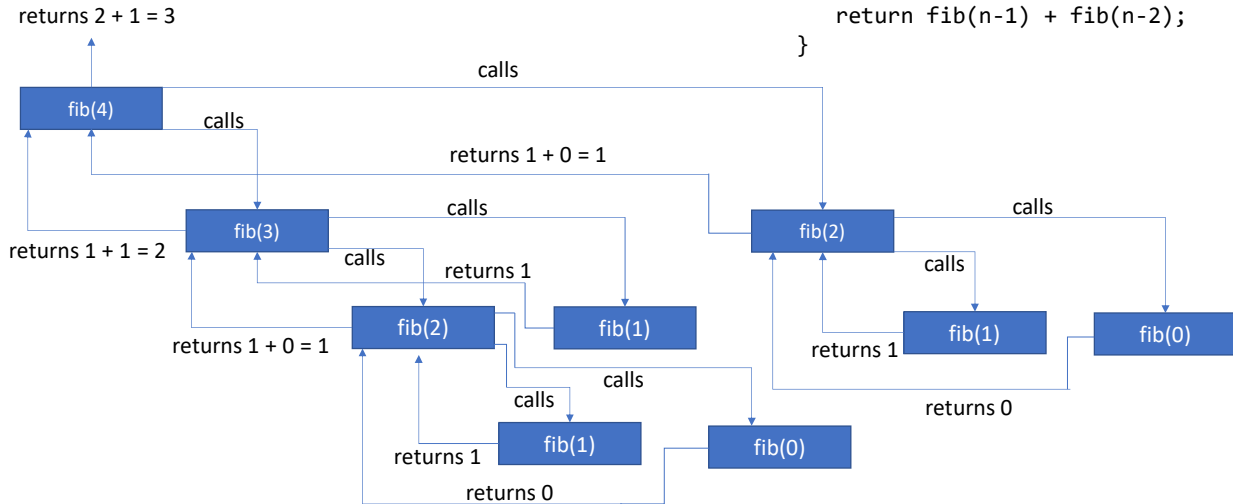 returns 2 + 1 = 3
return fib(n-1) + fib(n-2);
}
calls
fib(4)
calls
returns 1 + 0 = 1
calls
calls
fib(3)
fib(2)
returns 1 + 1 = 2
calls
calls
returns 1
fib(2)
fib(1)
fib(1)
fib(0)
returns 1 + 0 = 1
returns 1
calls
calls
returns 0
fib(1)
fib(0)
returns 1
returns 0